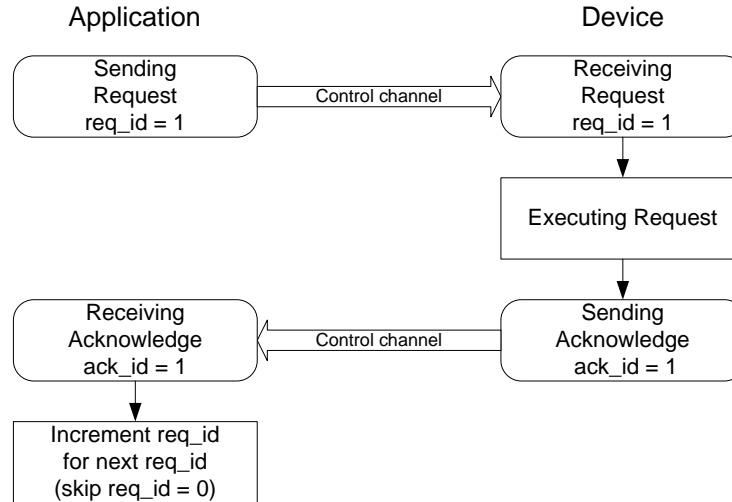 Application
Device
Sending
Request
req_id = 1
Control channel
Receiving
Request
req_id = 1
Executing Request
Receiving
Acknowledge
ack_id = 1
Control channel
Sending
Acknowledge
ack_id = 1
Increment req_id
for next req_id
(skip req_id = 0)